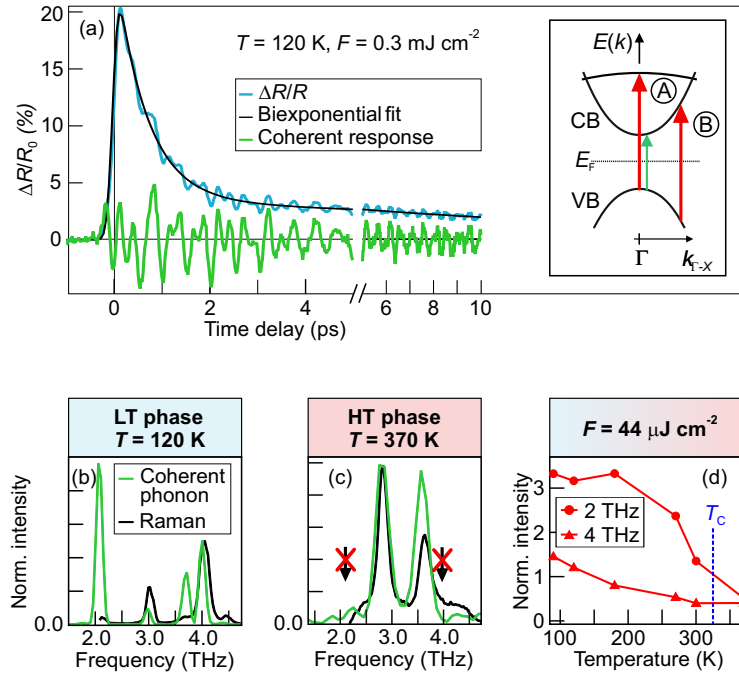 (a)
T = 120 K, F = 0.3 mJ cm-2
ΔR/R
Biexponential fit
Coherent response
ΔR/R0 (%)
20
15
10
5
0
0
2
4
6
8
10
Time delay (ps)
E(k)
A
B
CB
EF
VB
Γ
kΓ-X
LT phase
T = 120 K
(b)
Coherent
phonon
Raman
Norm. intensity
0.0
2.0
3.0
4.0
Frequency (THz)
HT phase
T = 370 K
(c)
0.0
2.0
3.0
4.0
Frequency (THz)
F = 44 μJ cm-2
(d)
2 THz
4 THz
TC
Norm. intensity
3
2
1
0
100
200
300
Temperature (K)